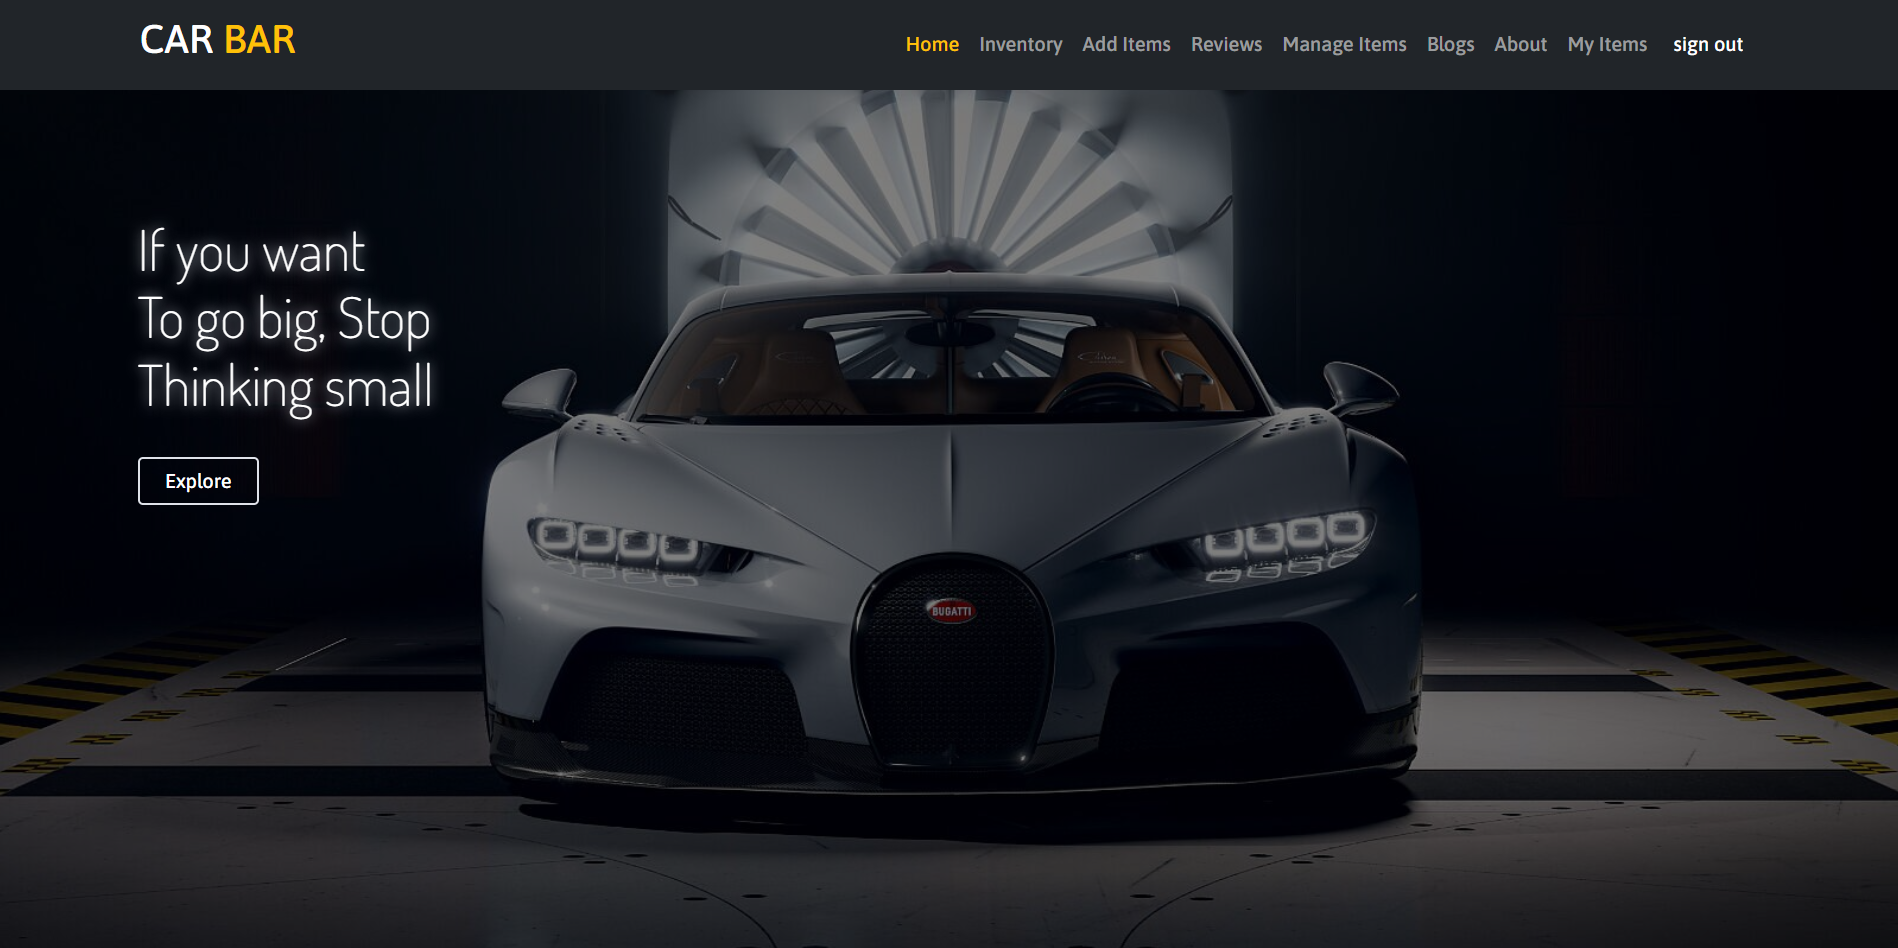 CAR BAR
Home Inventory Add Items Reviews Manage Items Blogs About My Items sign out
If you want
To go big, Stop
Thinking small
Explore
BUGATTI